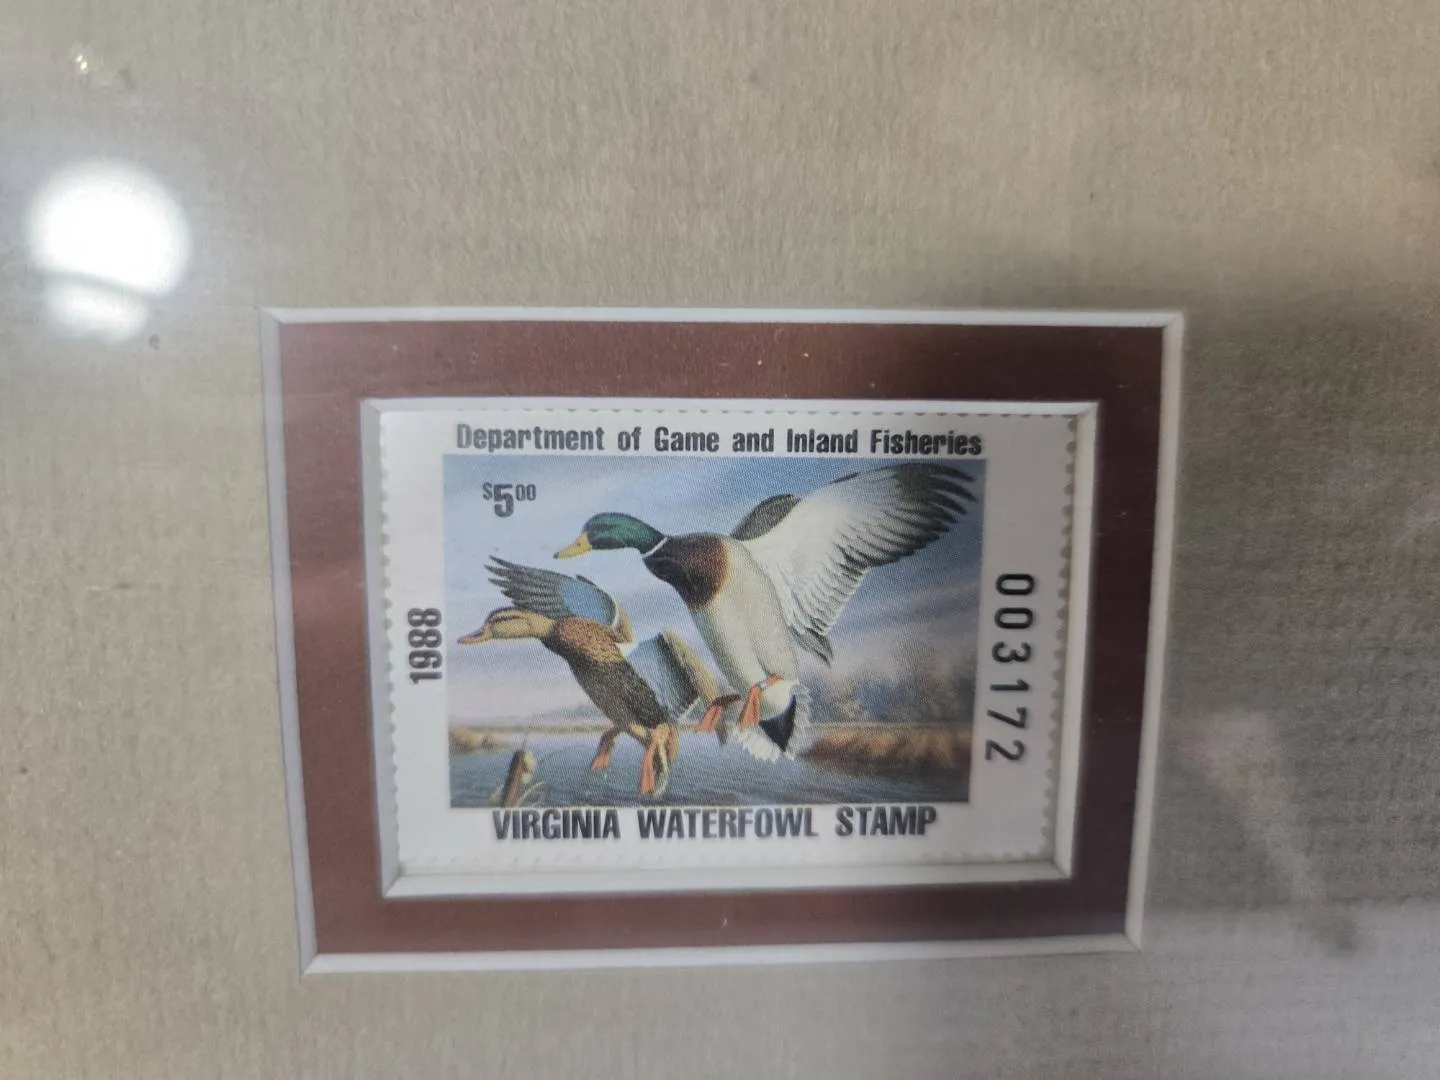 Department of Game and Inland Fisheries
$5.00
1988
003172
VIRGINIA WATERFOWL STAMP